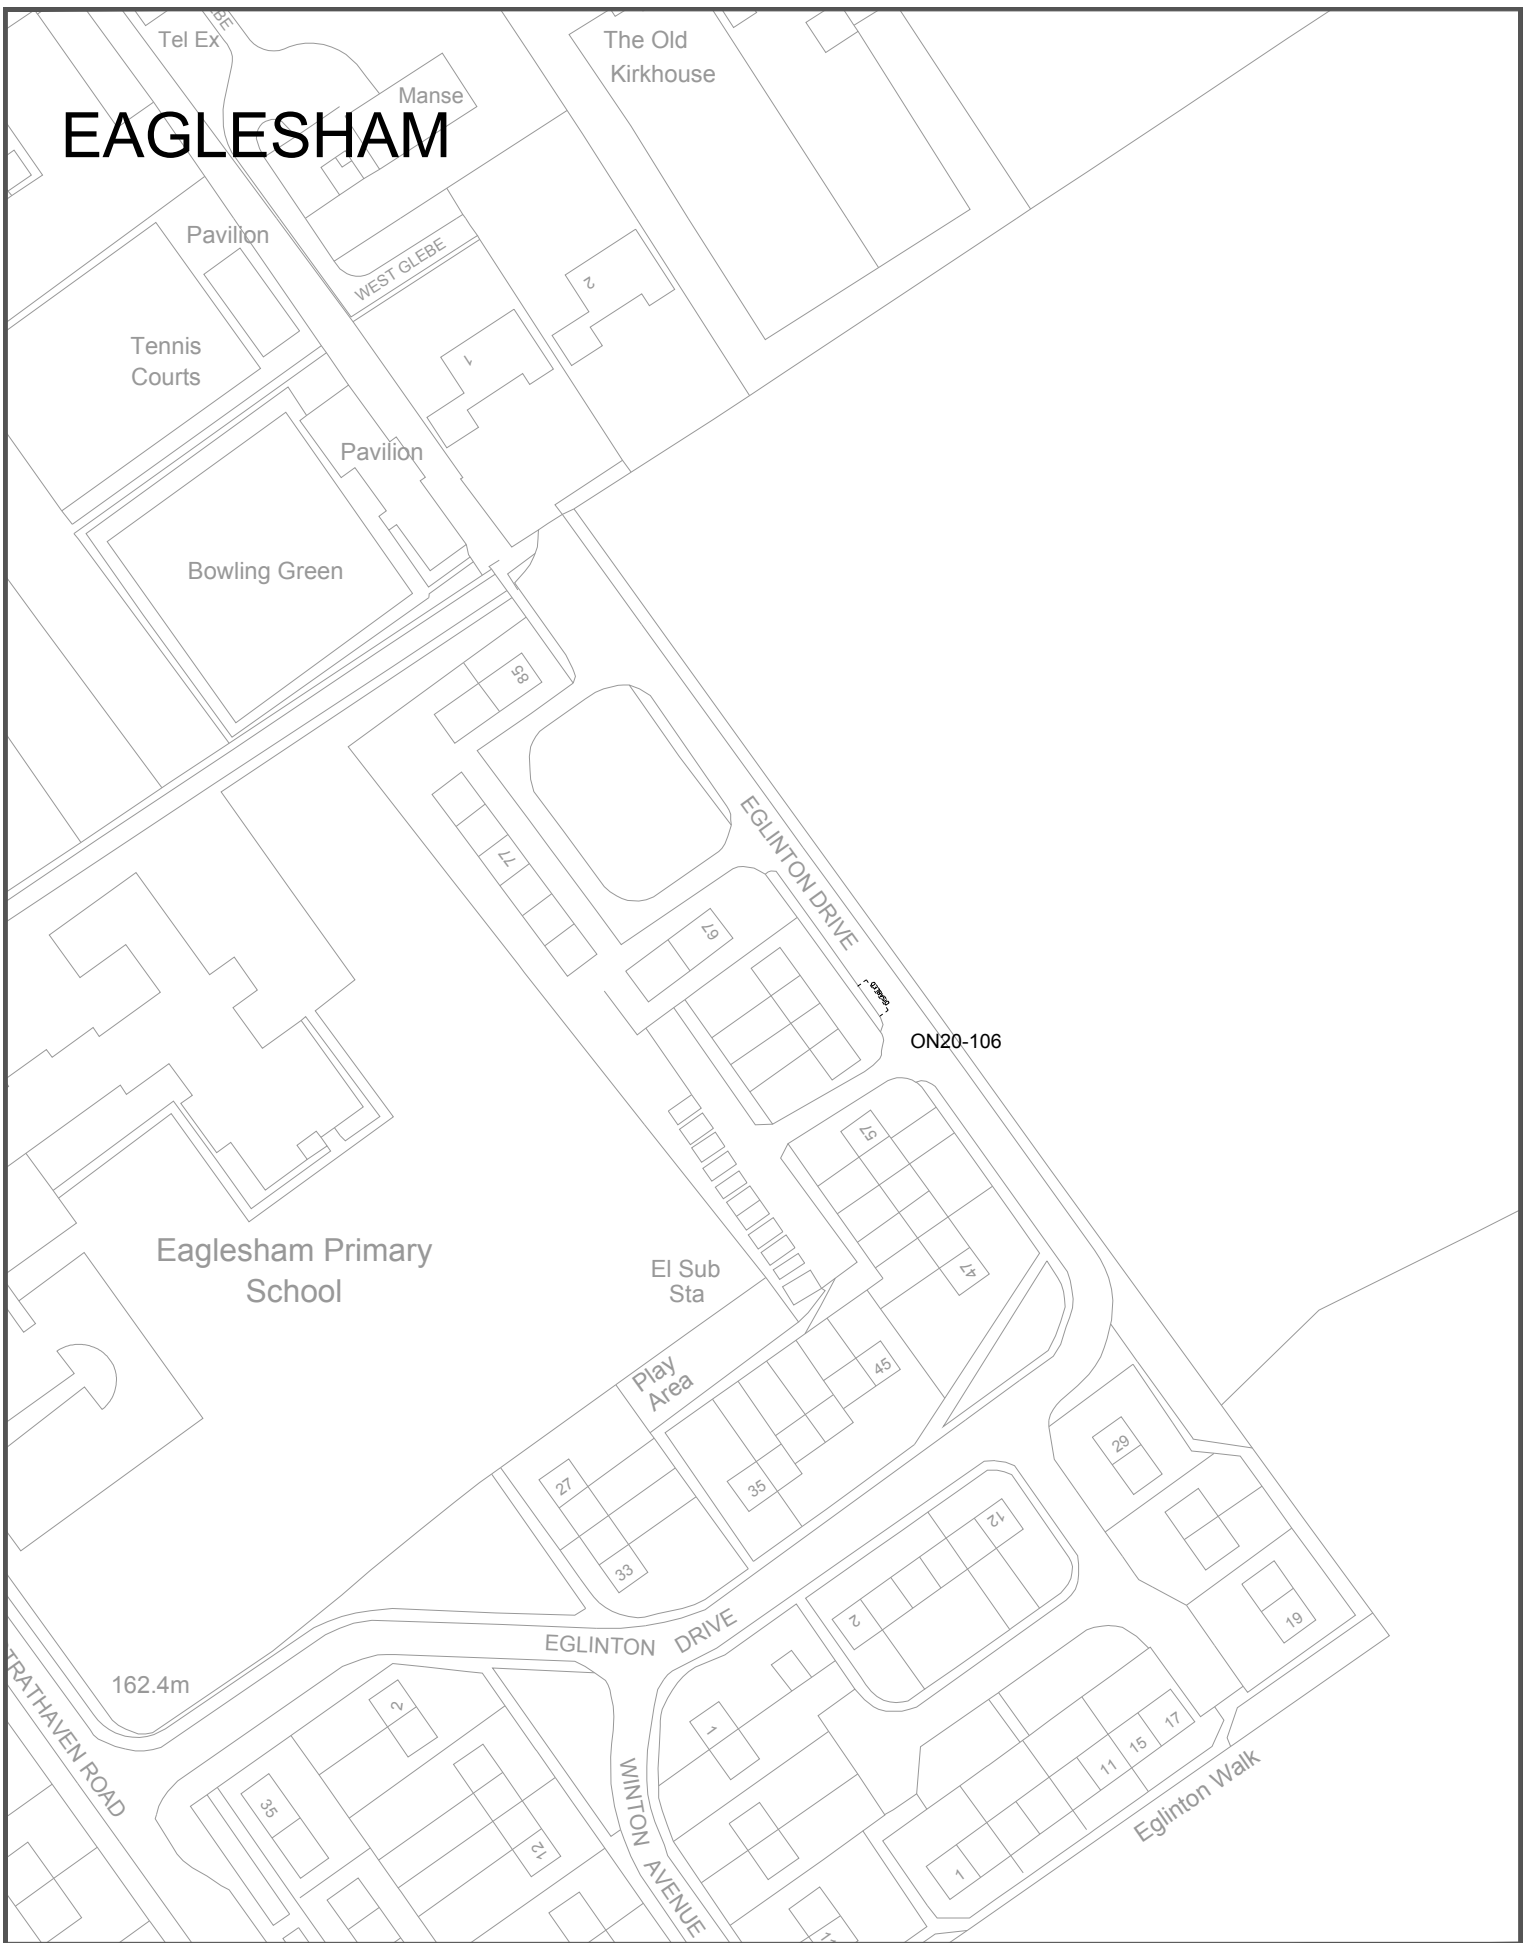 Tel Ex
The Old
Kirkhouse
Manse
EAGLESHAM
Pavilion
WEST GLEBE
2
1
Tennis
Courts
Pavilion
Bowling Green
85
77
EGLINTON DRIVE
67
ON20-106
57
47
Eaglesham Primary
School
El Sub
Sta
Play
Area
45
35
29
27
33
12
2
19
EGLINTON DRIVE
162.4m
TRATHAVEN ROAD
2
1
17
15
11
Eglinton Walk
35
12
WINTON AVENUE
1
11